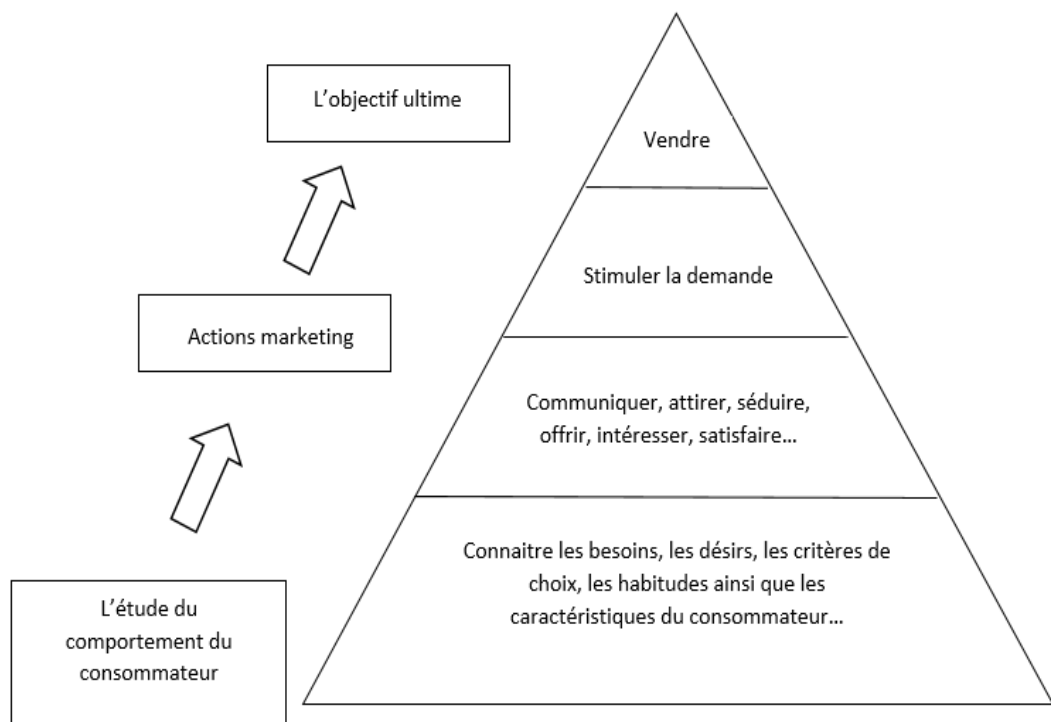 L’objectif ultime
Vendre
Stimuler la demande
Actions marketing
Communiquer, attirer, séduire,
offrir, intéresser, satisfaire…
Connaitre les besoins, les désirs, les critères de
choix, les habitudes ainsi que les
caractéristiques du consommateur…
L’étude du
comportement du
consommateur